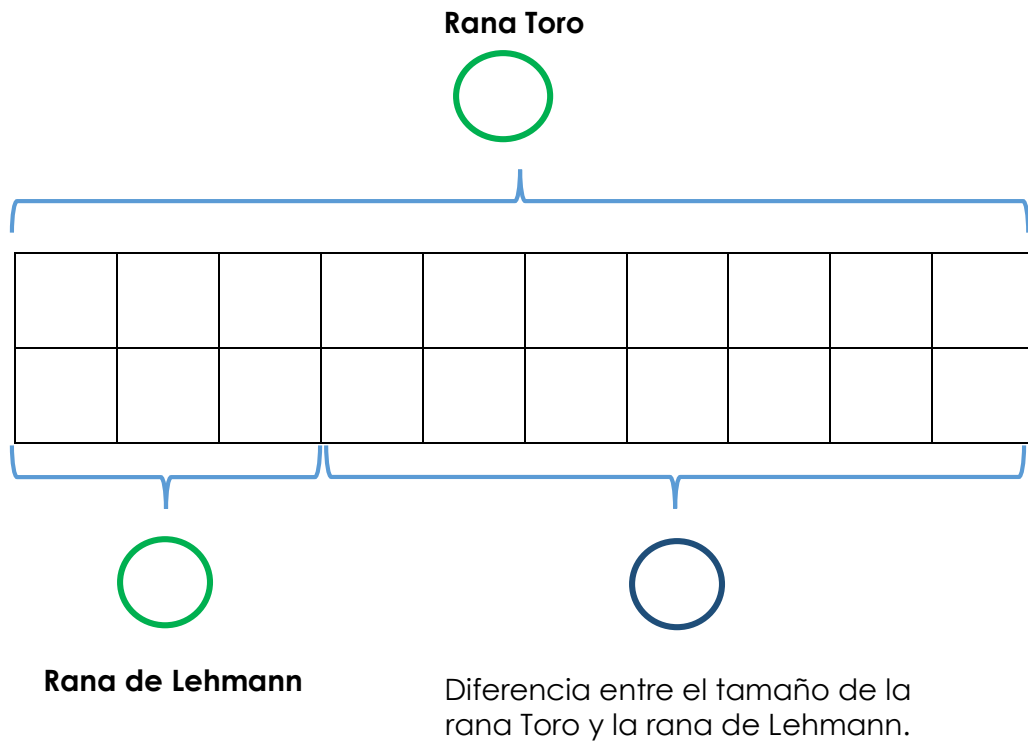 Rana Toro
Rana de Lehmann
Diferencia entre el tamaño de la
rana Toro y la rana de Lehmann.